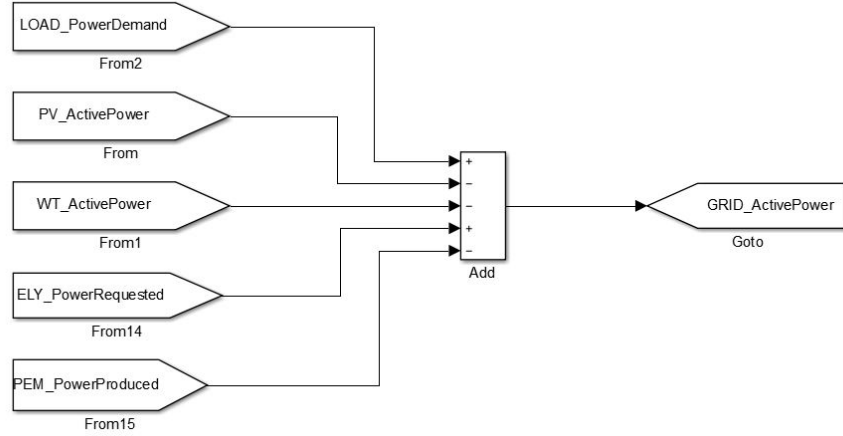 LOAD_PowerDemand
From2
PV_ActivePower
From
WT_ActivePower
From1
ELY_PowerRequested
From14
PEM_PowerProduced
From15
+
−
−
+
−
Add
GRID_ActivePower
Goto